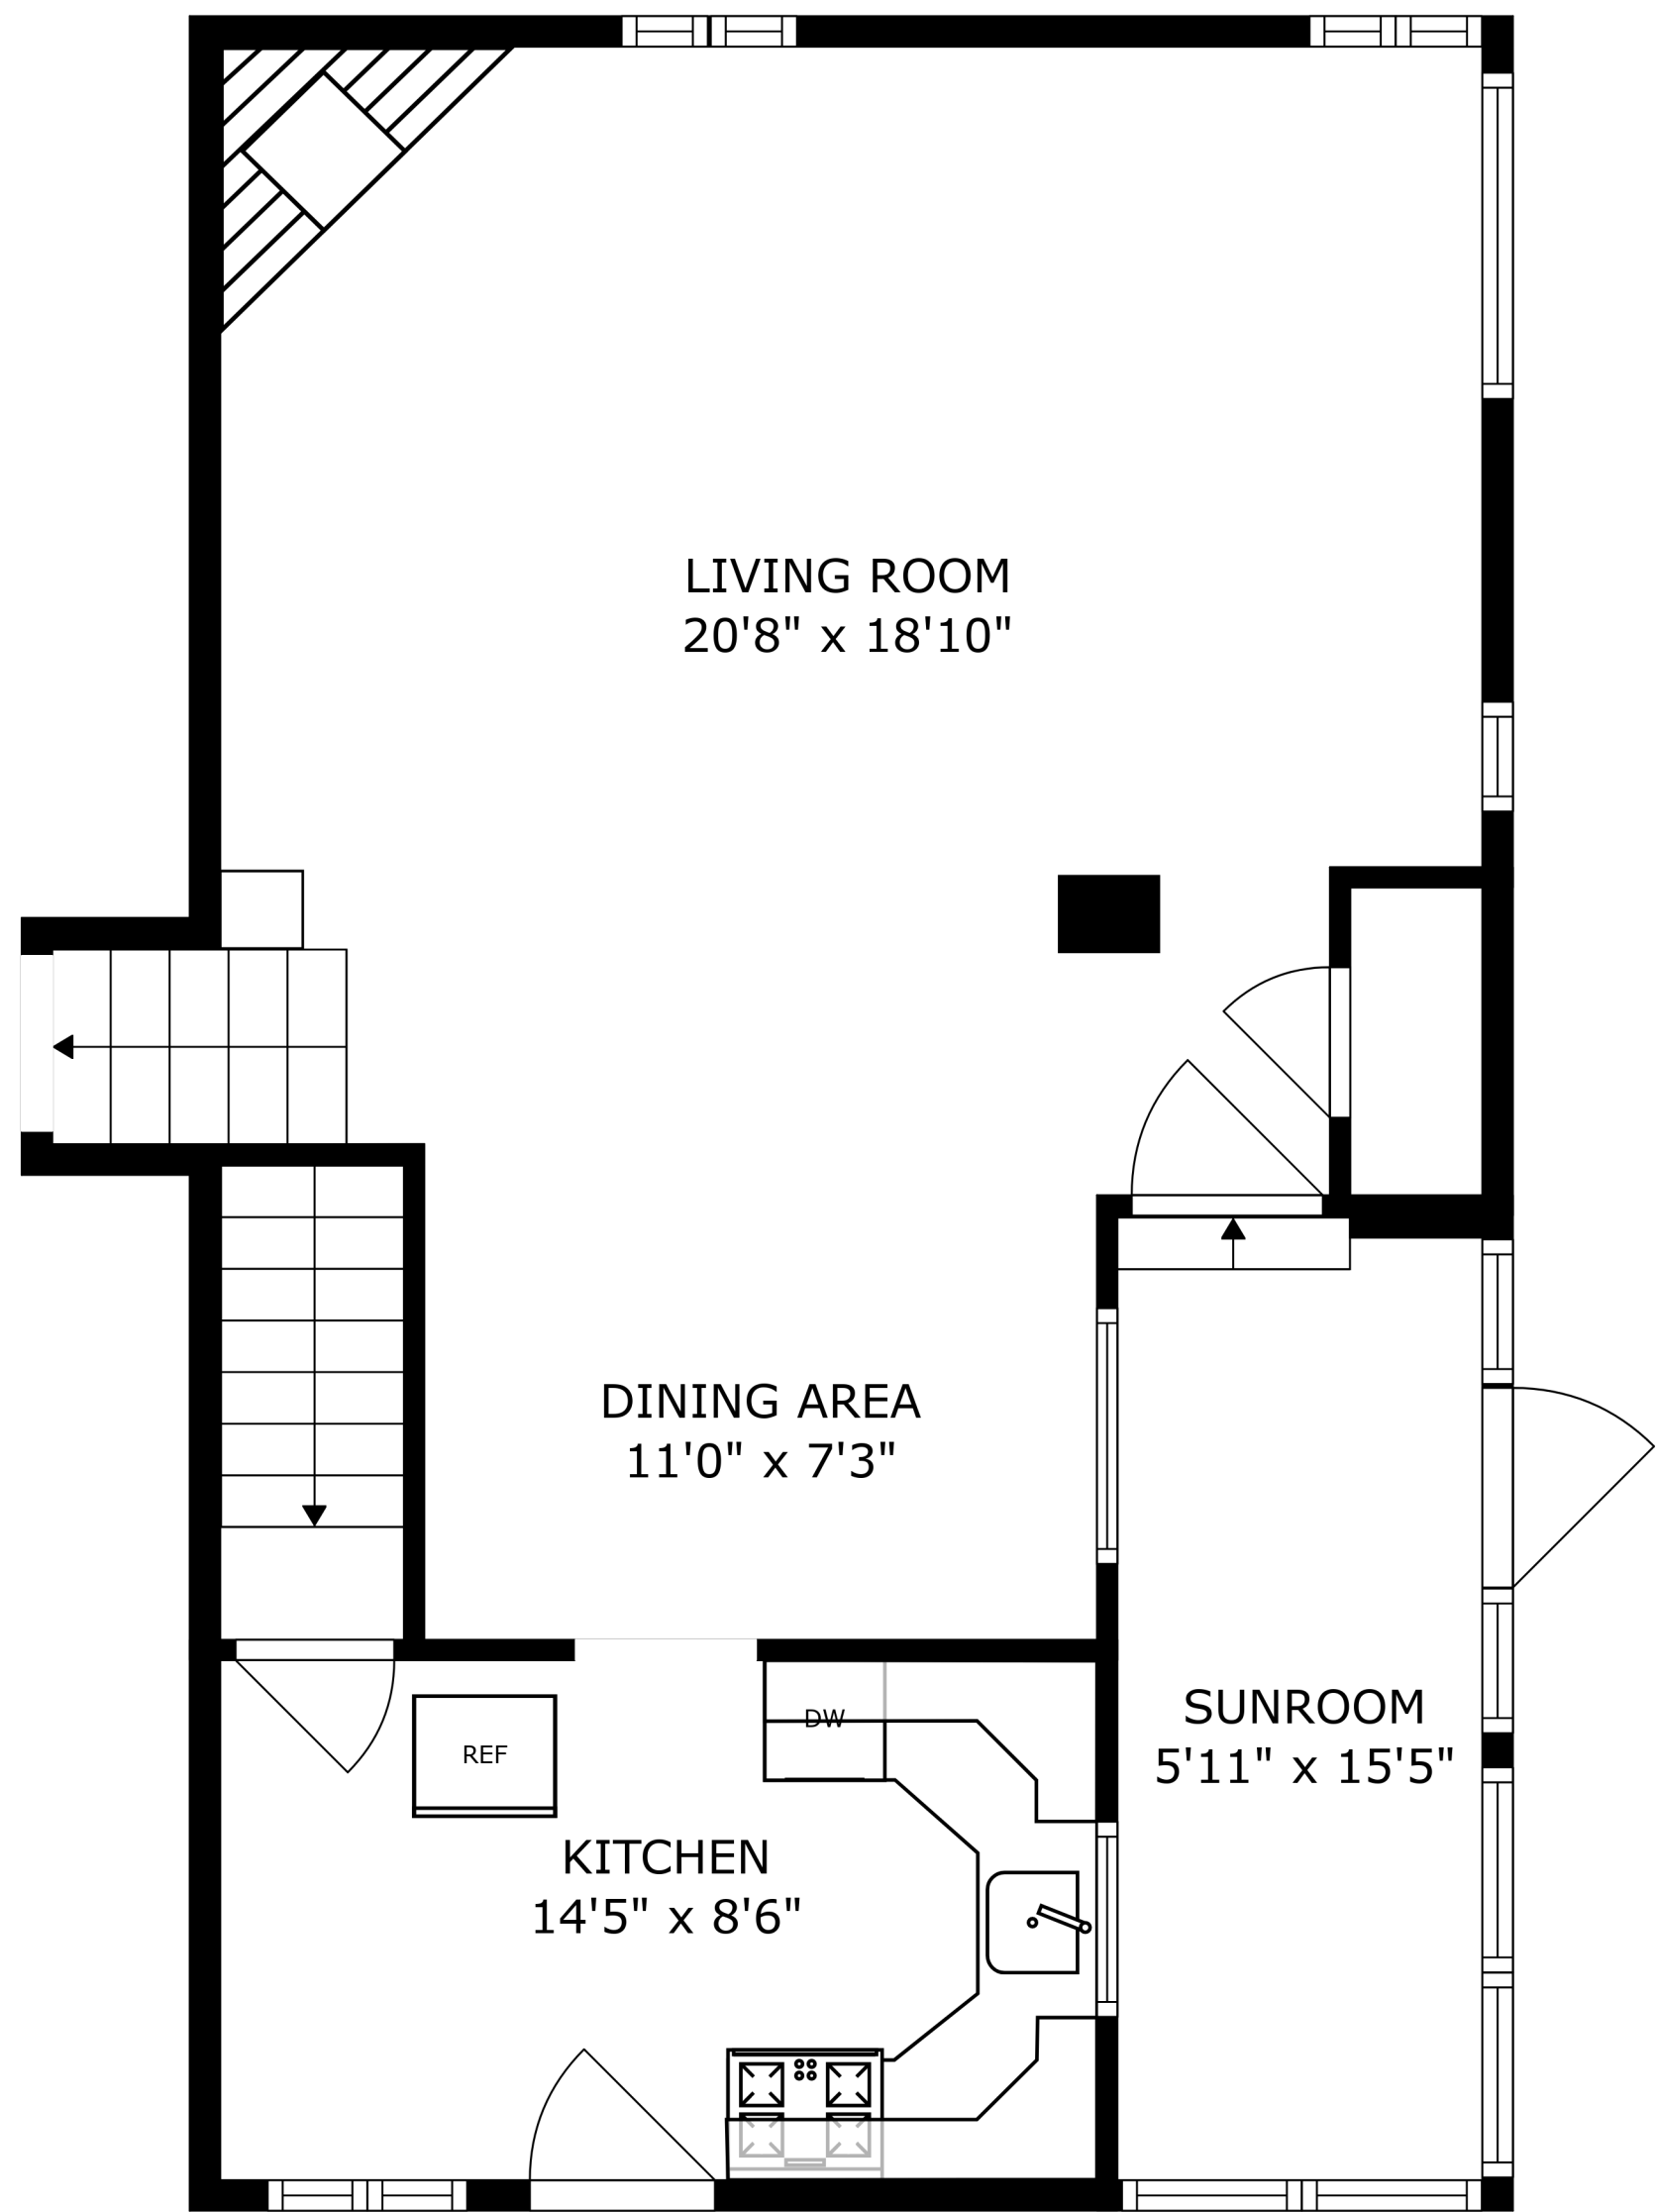 LIVING ROOM
20'8" x 18'10"
DINING AREA
11'0" x 7'3"
SUNROOM
5'11" x 15'5"
DW
REF
KITCHEN
14'5" x 8'6"